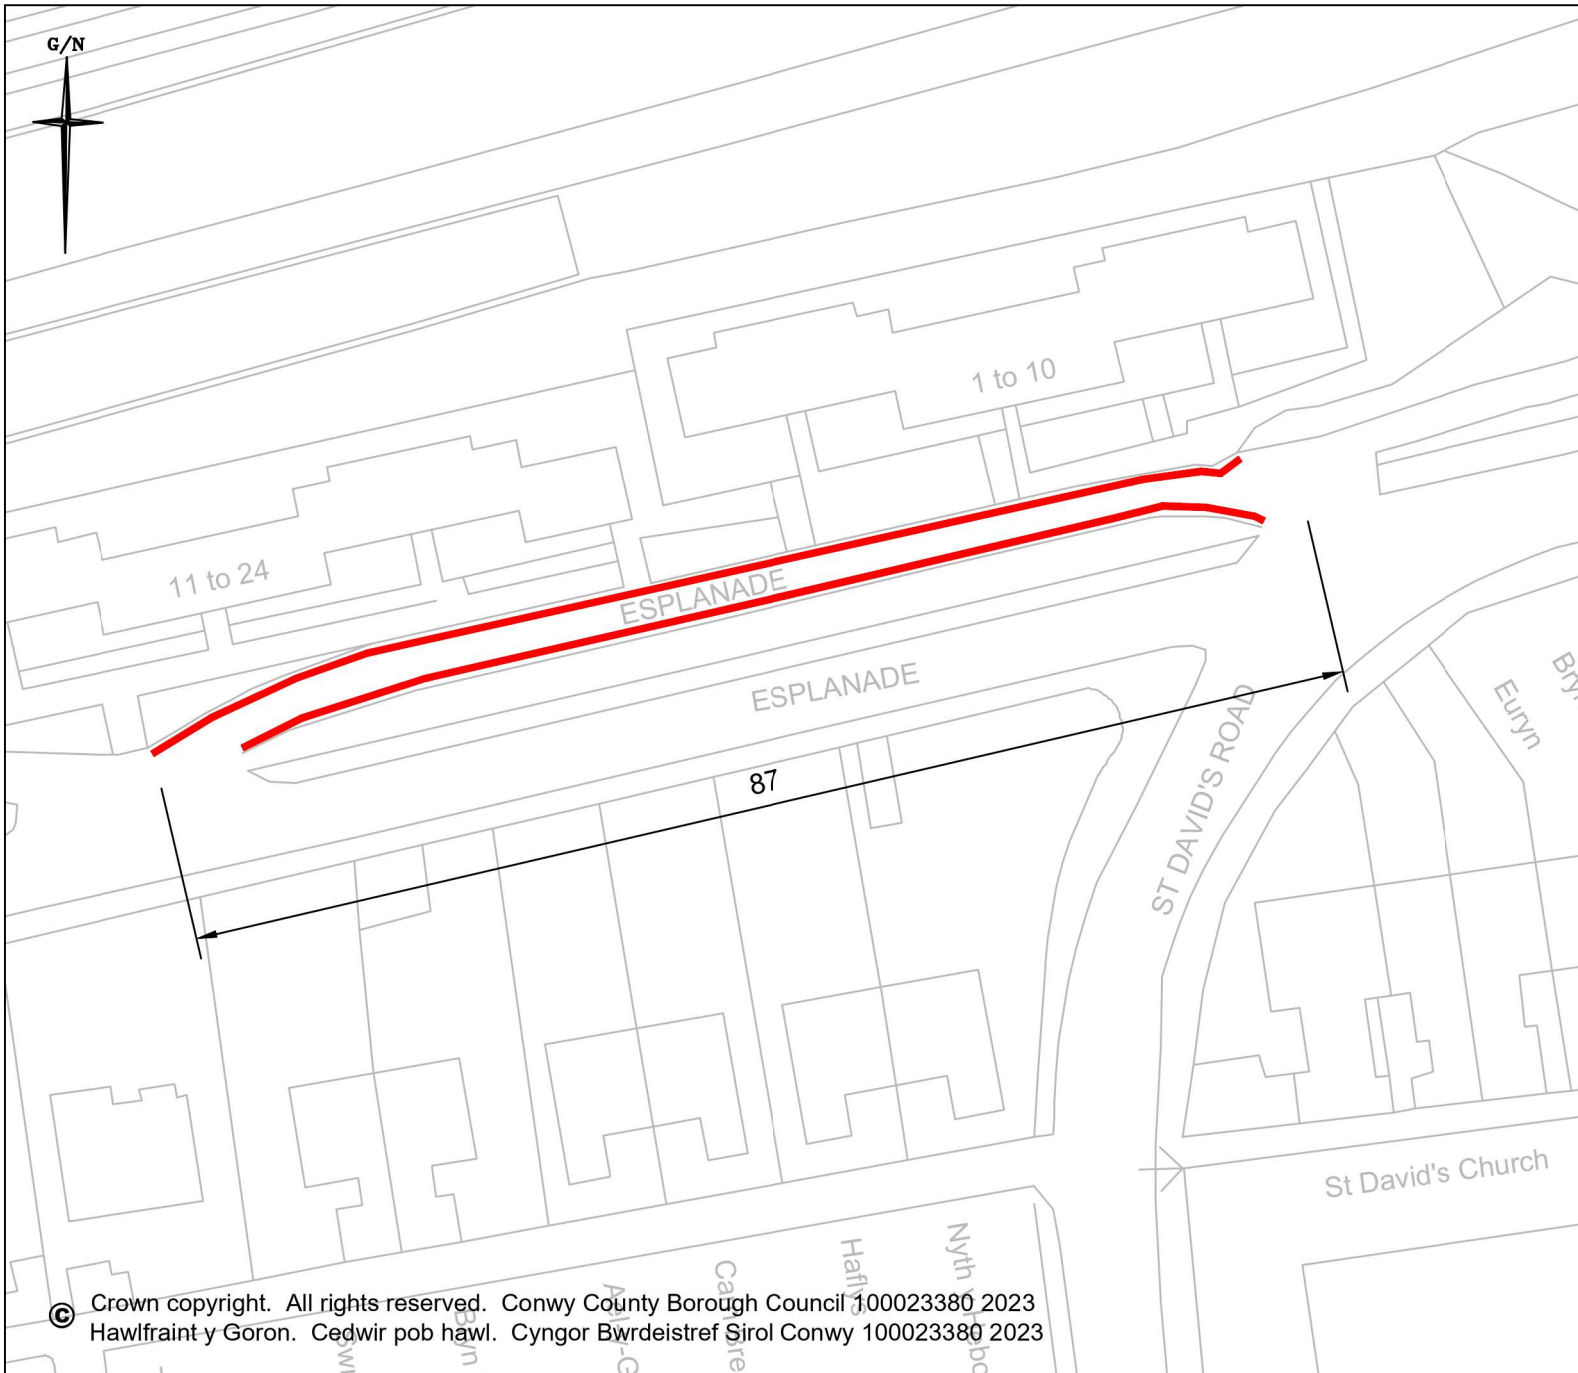 G/N
1 to 10
11 to 24
ESPLANADE
ESPLANADE
87
ST DAVID'S ROAD
Euryn
St David's Church
Haflys
Bryn
© Crown copyright. All rights reserved. Conwy County Borough Council 100023380 2023
Hawlfraint y Goron. Cedwir pob hawl. Cyngor Bwrdeistref Sirol Conwy 100023380 2023